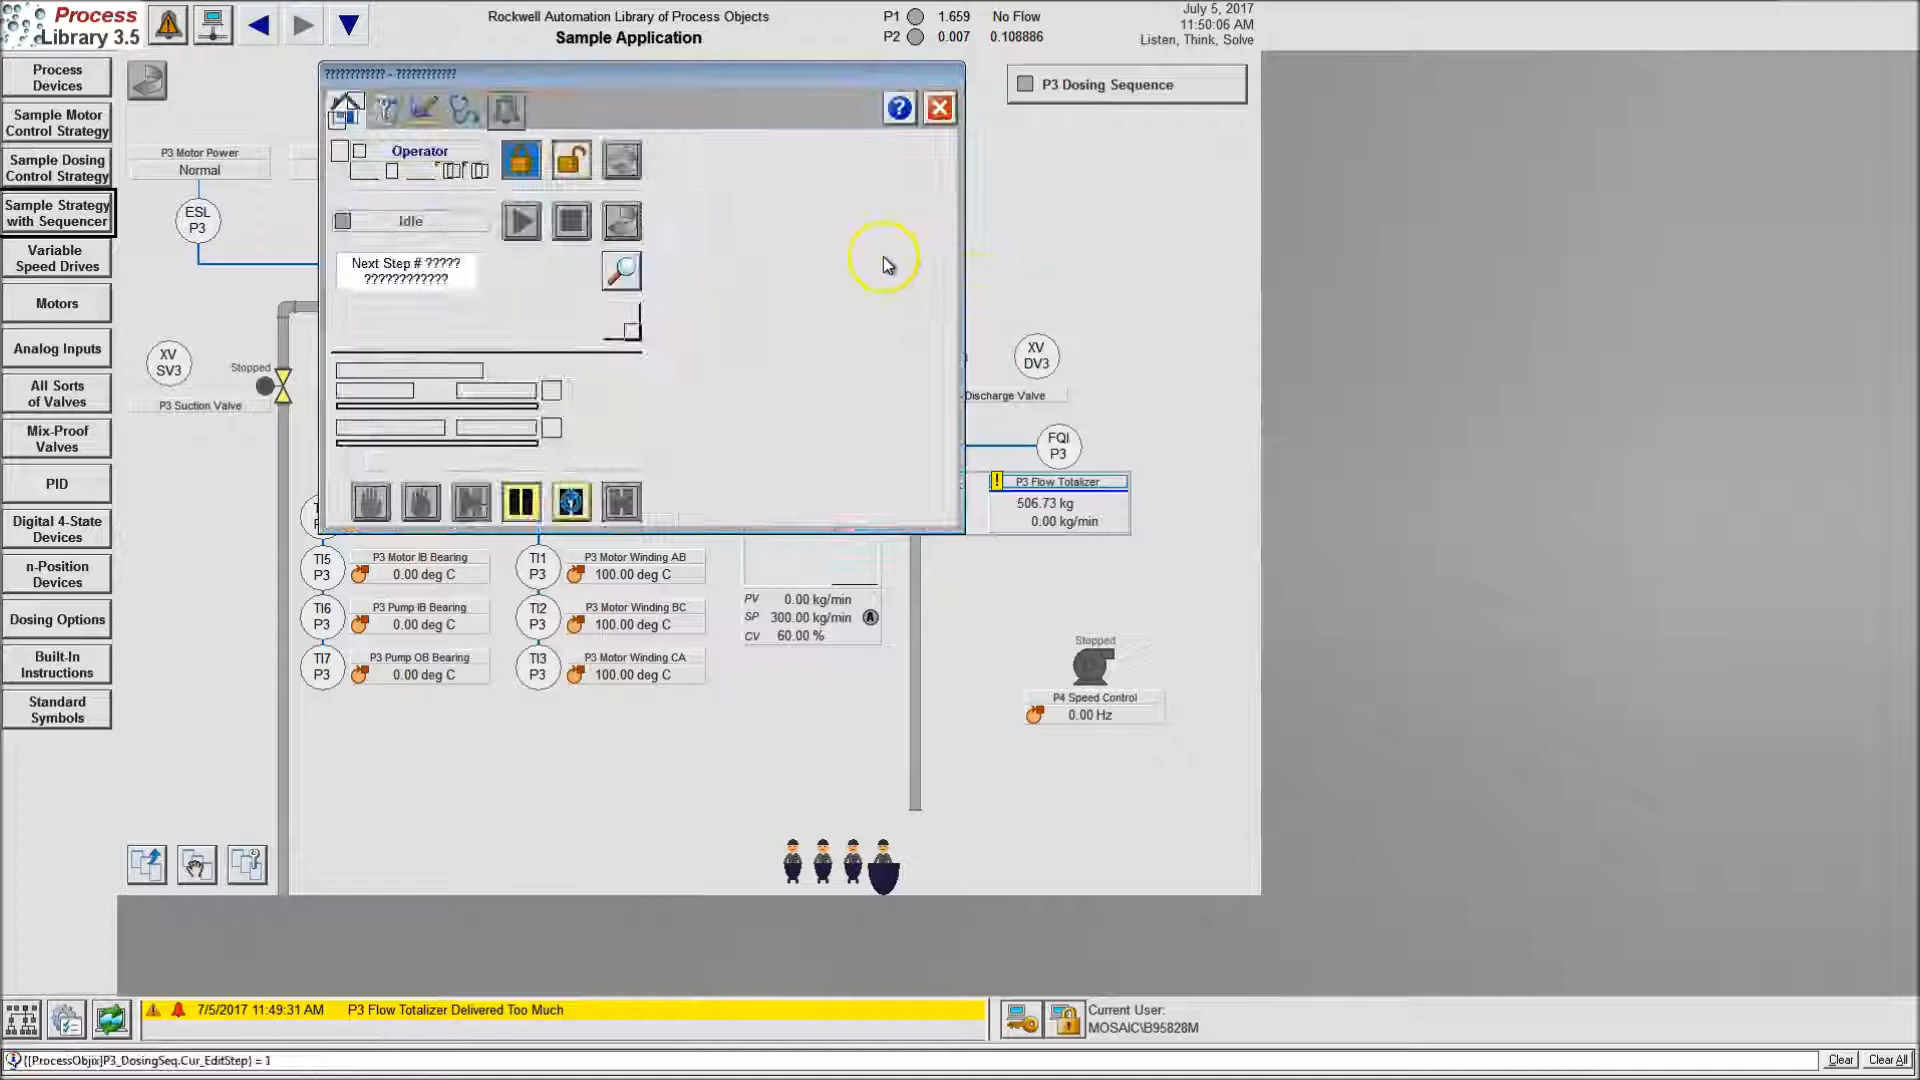 Process
Library 3.5
Rockwell Automation Library of Process Objects
Sample Application
P1 1.659 No Flow
P2 0.007 0.108886
July 5, 2017
11:50:06 AM
Listen, Think, Solve
Process
Devices
Sample Motor
Control Strategy
Sample Dosing
Control Strategy
Sample Strategy
with Sequencer
Variable
Speed Drives
Motors
Analog Inputs
All Sorts
of Valves
Mix-Proof
Valves
PID
Digital 4-State
Devices
n-Position
Devices
Dosing Options
Built-In
Instructions
Standard
Symbols
P3 Motor Power
Normal
ESL
P3
XV
SV3
Stopped
P3 Suction Valve
???????????? - ????????????
?
Operator
Idle
Next Step # ?????
????????????
P3 Dosing Sequence
XV
DV3
Discharge Valve
FQI
P3
! P3 Flow Totalizer
506.73 kg
0.00 kg/min
TI5
P3
P3 Motor IB Bearing
0.00 deg C
TI1
P3
P3 Motor Winding AB
100.00 deg C
TI6
P3
P3 Pump IB Bearing
0.00 deg C
TI2
P3
P3 Motor Winding BC
100.00 deg C
TI7
P3
P3 Pump OB Bearing
0.00 deg C
TI3
P3
P3 Motor Winding CA
100.00 deg C
PV 0.00 kg/min
SP 300.00 kg/min A
CV 60.00 %
Stopped
P4 Speed Control
0.00 Hz
7/5/2017 11:49:31 AM P3 Flow Totalizer Delivered Too Much
Current User:
MOSAIC\B95828M
{[ProcessObjix]P3_DosingSeq.Cur_EditStep} = 1
Clear
Clear All